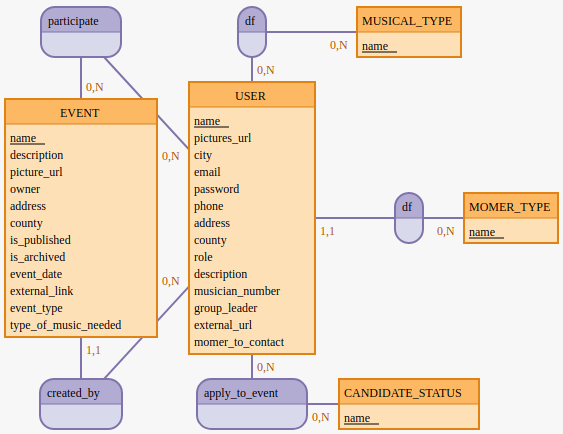 participate
df
MUSICAL_TYPE
name
0,N
0,N
0,N
0,N
EVENT
name
description
picture_url
owner
address
county
is_published
is_archived
event_date
external_link
event_type
type_of_music_needed
USER
name
pictures_url
city
email
password
phone
address
county
role
description
musician_number
group_leader
external_url
momer_to_contact
df
MOMER_TYPE
name
1,1
0,N
0,N
1,1
0,N
created_by
apply_to_event
CANDIDATE_STATUS
name
0,N